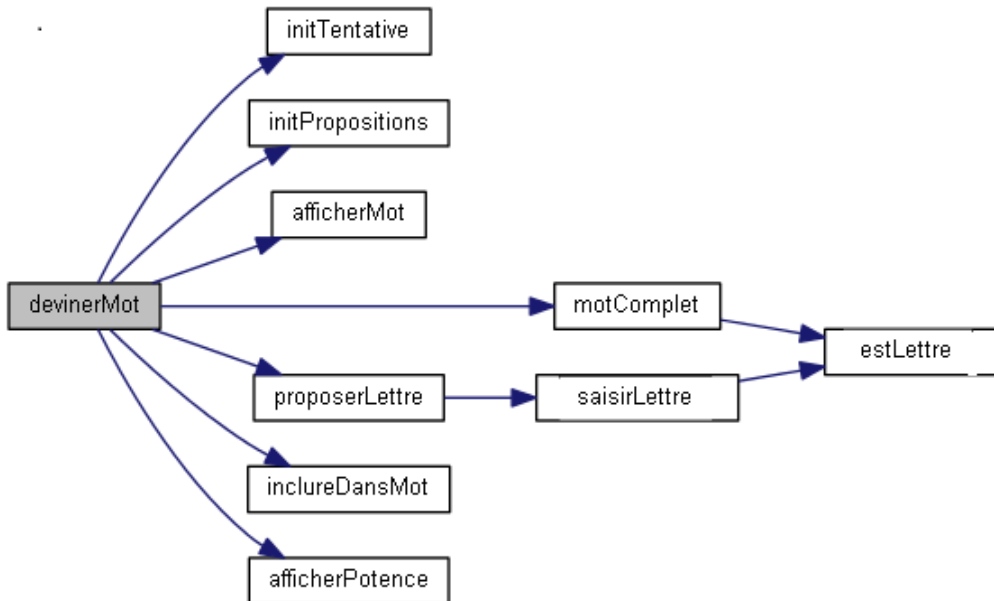 initTentative
initPropositions
afficherMot
devinerMot
motComplet
estLettre
proposerLettre
saisirLettre
inclureDansMot
afficherPotence